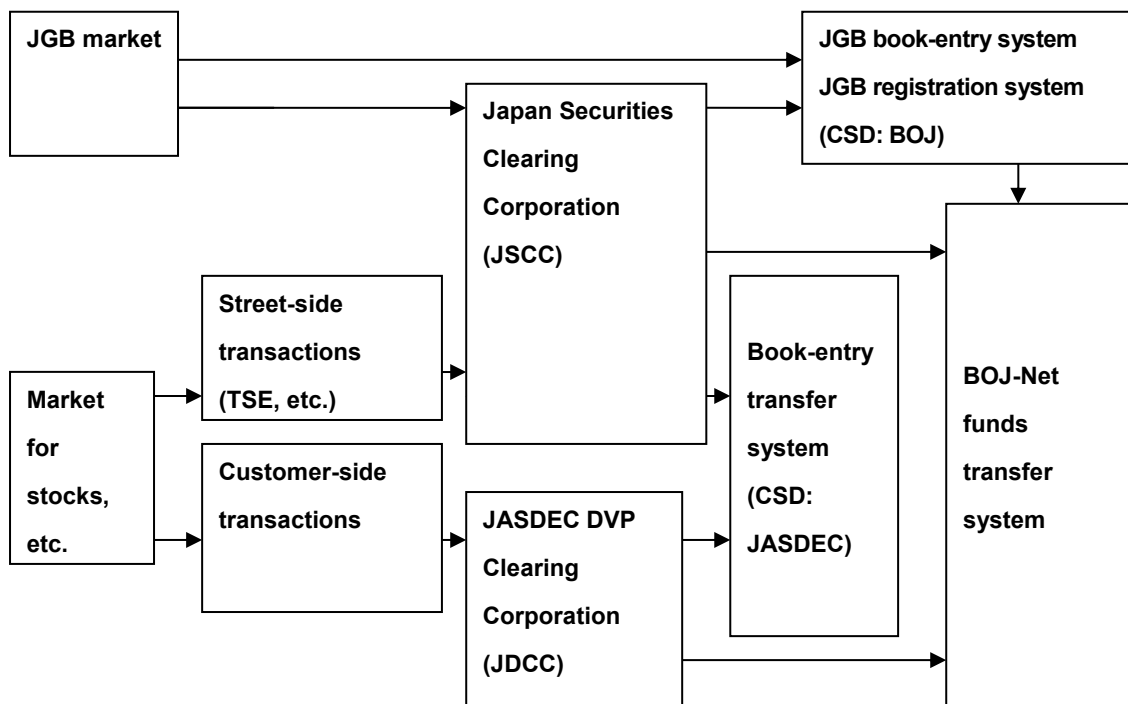 JGB market
JGB book-entry system
JGB registration system
(CSD: BOJ)
Japan Securities
Clearing
Corporation
(JSCC)
Street-side
transactions
(TSE, etc.)
Market
for
stocks,
etc.
Customer-side
transactions
JASDEC DVP
Clearing
Corporation
(JDCC)
Book-entry
transfer
system
(CSD:
JASDEC)
BOJ-Net
funds
transfer
system